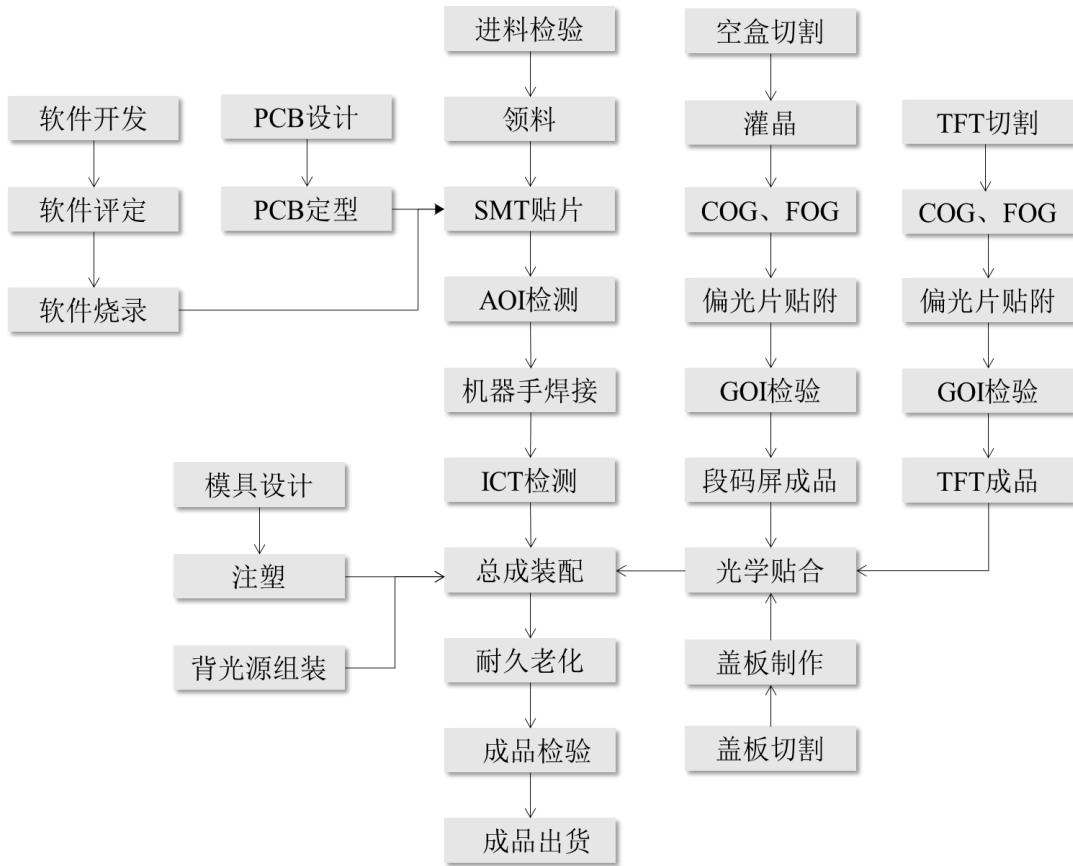 进料检验
空盒切割
软件开发
PCB设计
领料
灌晶
TFT切割
软件评定
PCB定型
SMT贴片
COG、FOG
COG、FOG
软件烧录
AOI检测
偏光片贴附
偏光片贴附
机器手焊接
GOI检验
GOI检验
模具设计
ICT检测
段码屏成品
TFT成品
注塑
总成装配
光学贴合
背光源组装
耐久老化
盖板制作
成品检验
盖板切割
成品出货